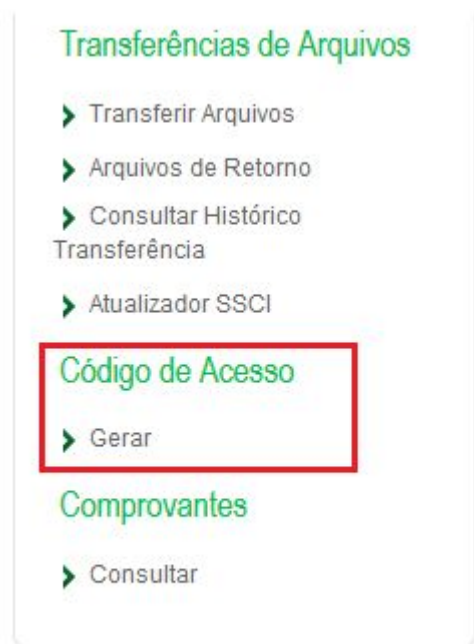 Transferências de Arquivos
Transferir Arquivos
Arquivos de Retorno
Consultar Histórico
Transferência
Atualizador SSCI
Código de Acesso
Gerar
Comprovantes
Consultar